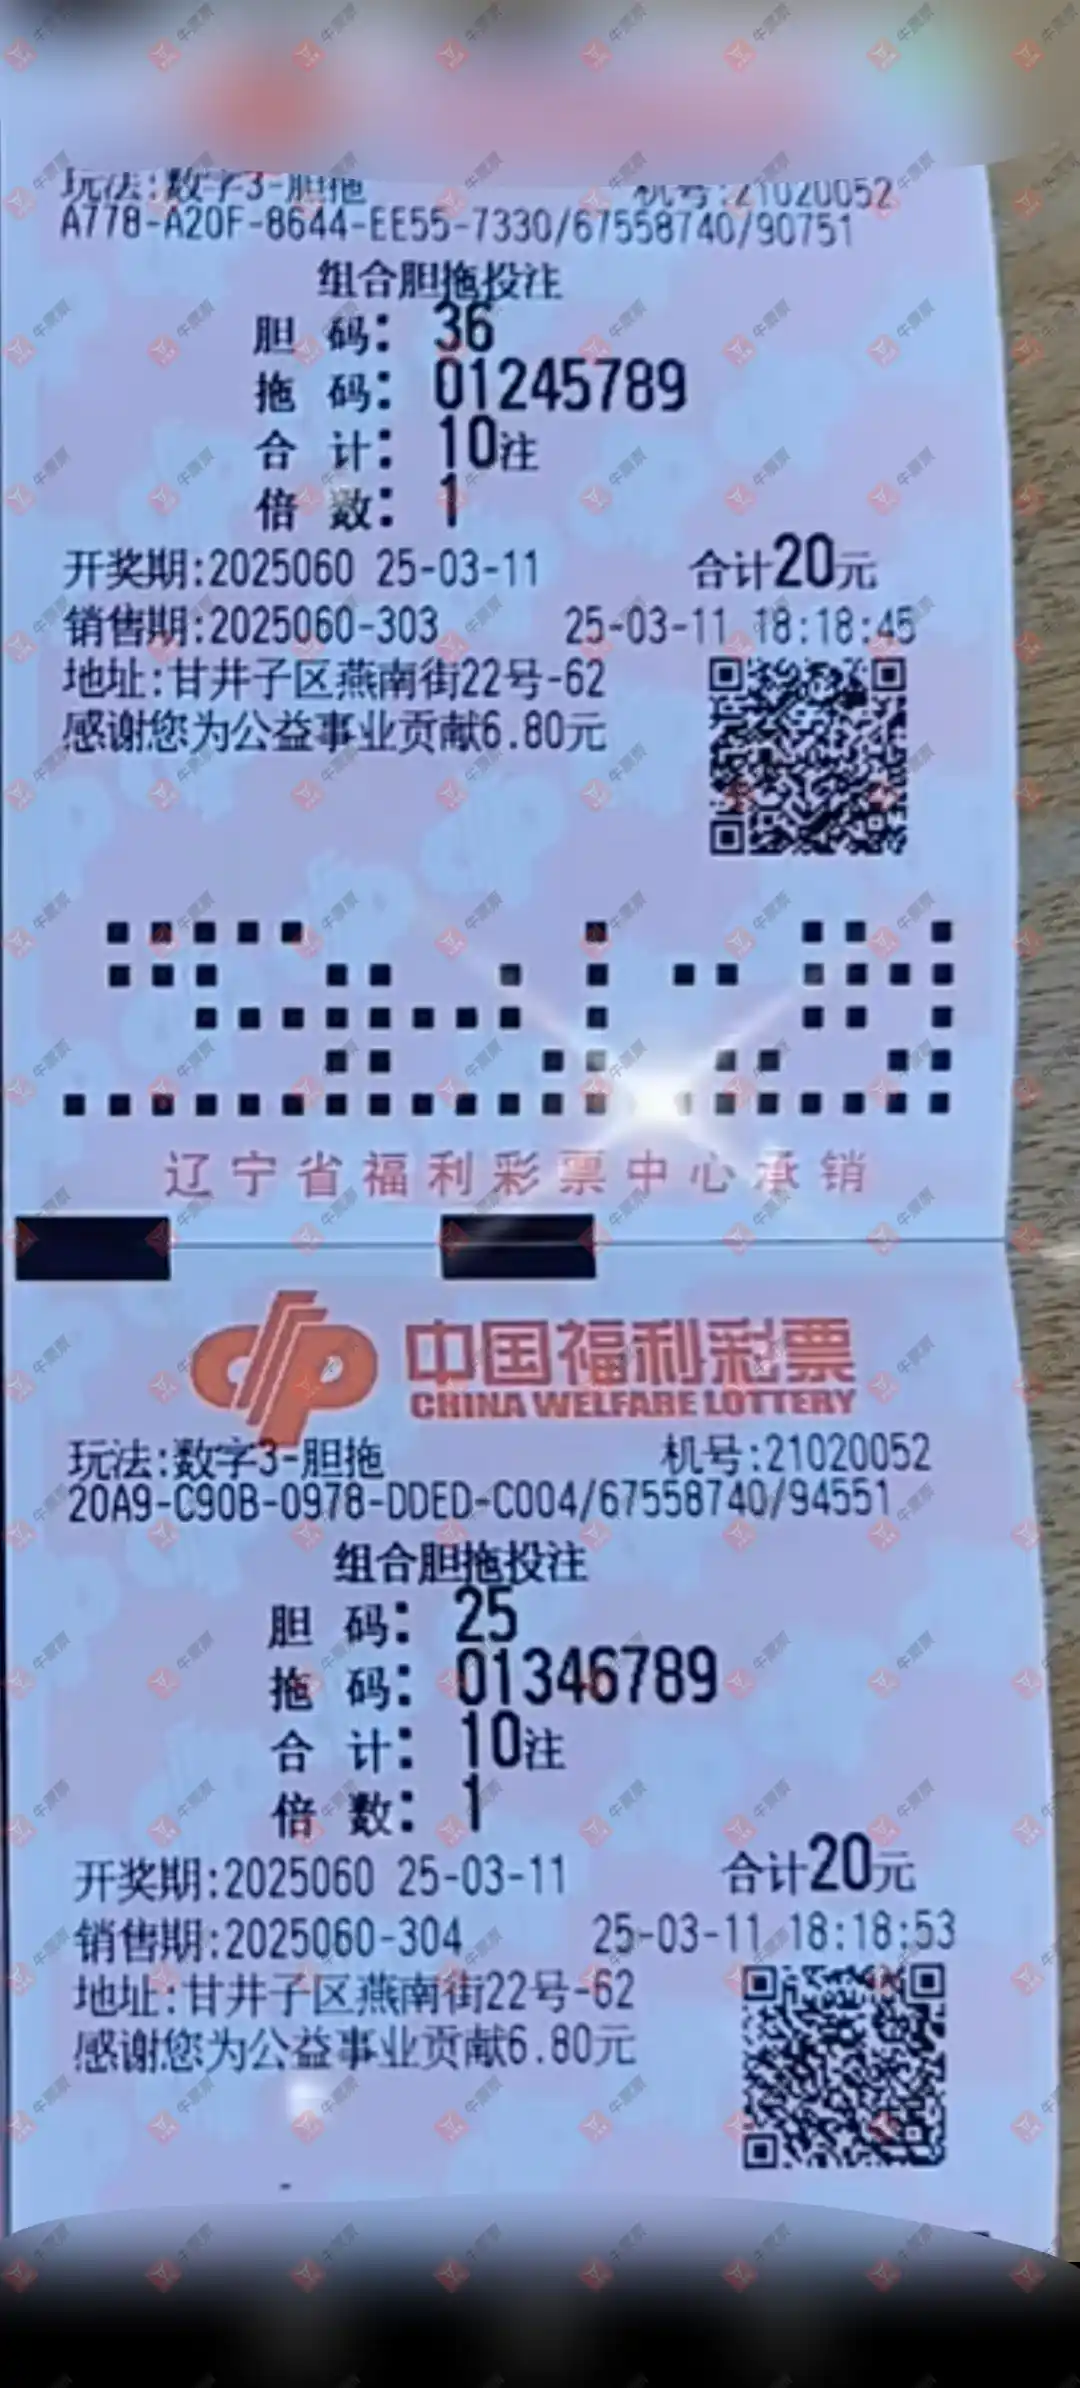 玩法:数字3-胆拖 机号:21020052
A778-A20F-8644-EE55-7330/67558740/90751
组合胆拖投注
胆 码: 36
拖 码: 01245789
合 计: 10注
倍 数: 1
开奖期:2025060 25-03-11 合计20元
销售期:2025060-303 25-03-11 18:18:45
地址:甘井子区燕南街22号-62
感谢您为公益事业贡献6.80元
辽宁省福利彩票中心承销
中国福利彩票
CHINA WELFARE LOTTERY
玩法:数字3-胆拖 机号:21020052
20A9-C90B-0978-DDED-C004/67558740/94551
组合胆拖投注
胆 码: 25
拖 码: 01346789
合 计: 10注
倍 数: 1
开奖期:2025060 25-03-11 合计20元
销售期:2025060-304 25-03-11 18:18:53
地址:甘井子区燕南街22号-62
感谢您为公益事业贡献6.80元